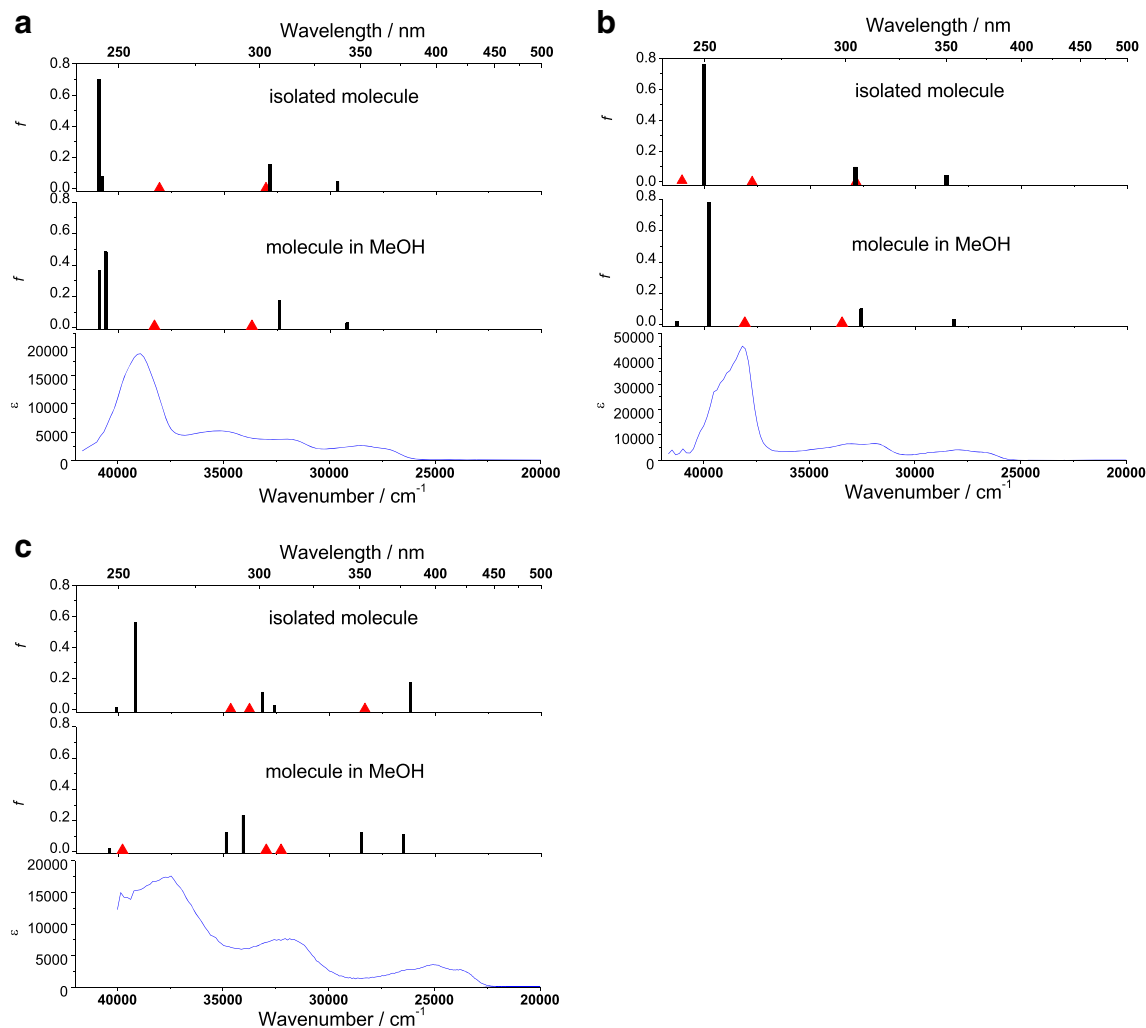 a
Wavelength / nm
250 300 350 400 450 500
0.8
0.6
0.4
0.2
0.0
f
isolated molecule
0.8
0.6
0.4
0.2
0.0
f
molecule in MeOH
20000
15000
10000
5000
0
ε
40000 35000 30000 25000 20000
Wavenumber / cm-1
b
Wavelength / nm
250 300 350 400 450 500
0.8
0.6
0.4
0.2
0.0
f
isolated molecule
0.8
0.6
0.4
0.2
0.0
f
molecule in MeOH
50000
40000
30000
20000
10000
0
ε
40000 35000 30000 25000 20000
Wavenumber / cm-1
c
Wavelength / nm
250 300 350 400 450 500
0.8
0.6
0.4
0.2
0.0
f
isolated molecule
0.8
0.6
0.4
0.2
0.0
f
molecule in MeOH
20000
15000
10000
5000
0
ε
40000 35000 30000 25000 20000
Wavenumber / cm-1